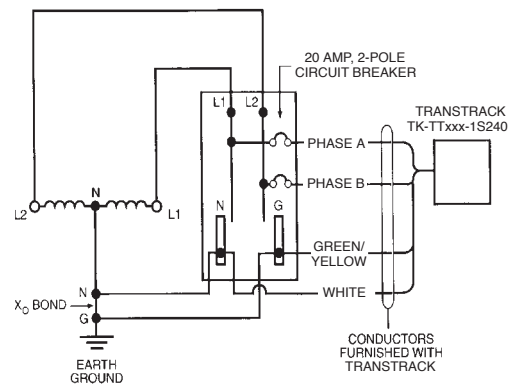 20 AMP, 2-POLE
CIRCUIT BREAKER
L1 L2
TRANSTRACK
TK-TTxxx-1S240
PHASE A
PHASE B
N
L2
L1
N G
GREEN/
YELLOW
N
WHITE
XO BOND
G
CONDUCTORS
FURNISHED WITH
TRANSTRACK
EARTH
GROUND